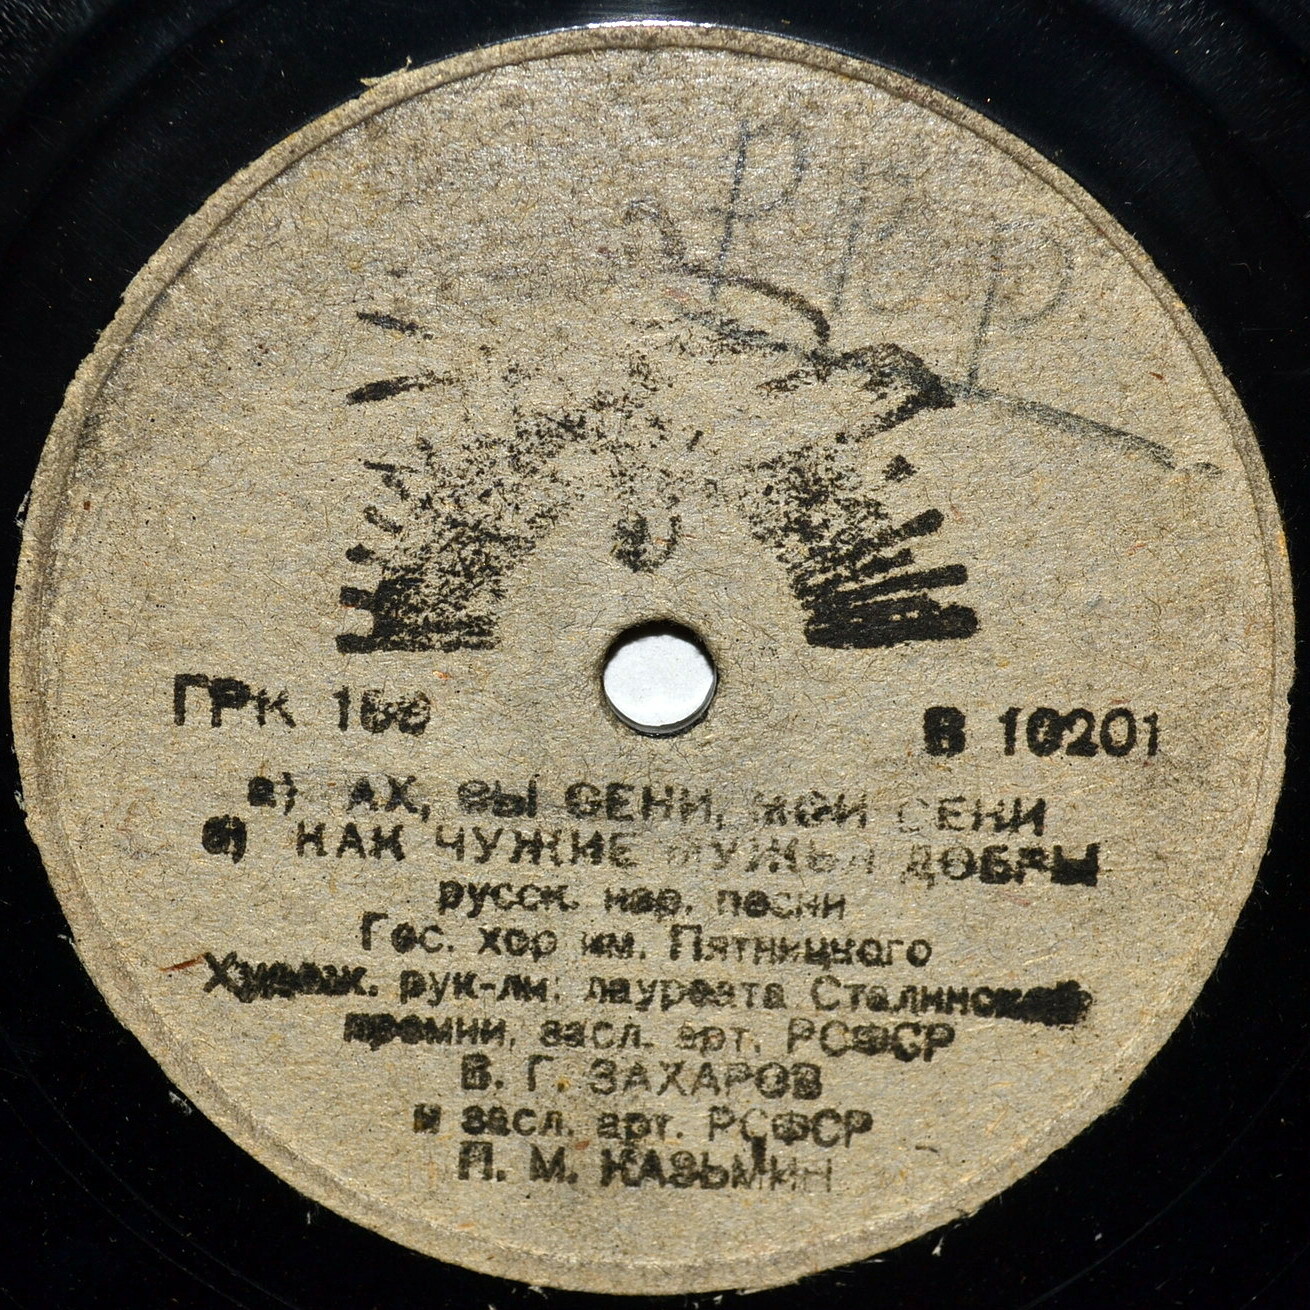 ГРК
В 10201
а) АХ, ВЫ СЕНИ, МОИ СЕНИ
б) КАК ЧУЖИЕ МУЖЬЯ ДОБРЫ
русск. нар. песни
Гос. хор им. Пятницкого
Худож. рук-ли: лауреата Сталинской
премии, засл. арт. РСФСР
В. Г. ЗАХАРОВ
и засл. арт. РСФСР
П. М. КАЗЬМИН